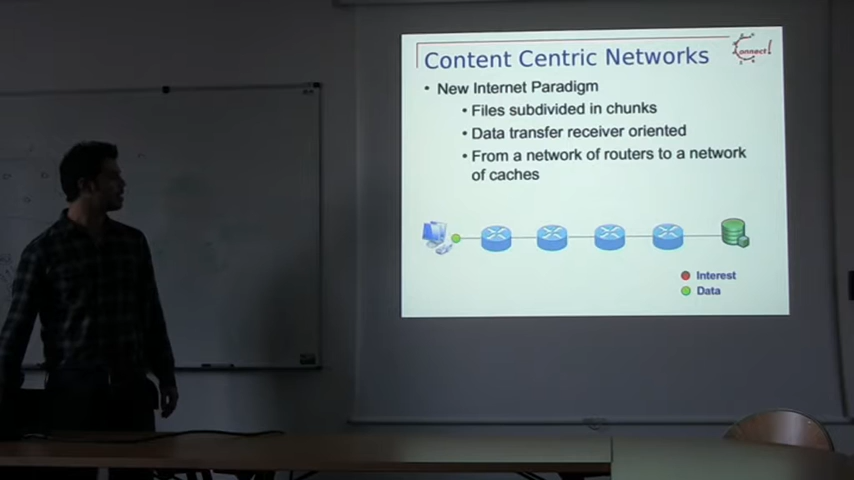 Content Centric Networks
onnect!
• New Internet Paradigm
• Files subdivided in chunks
• Data transfer receiver oriented
• From a network of routers to a network
of caches
Interest
Data